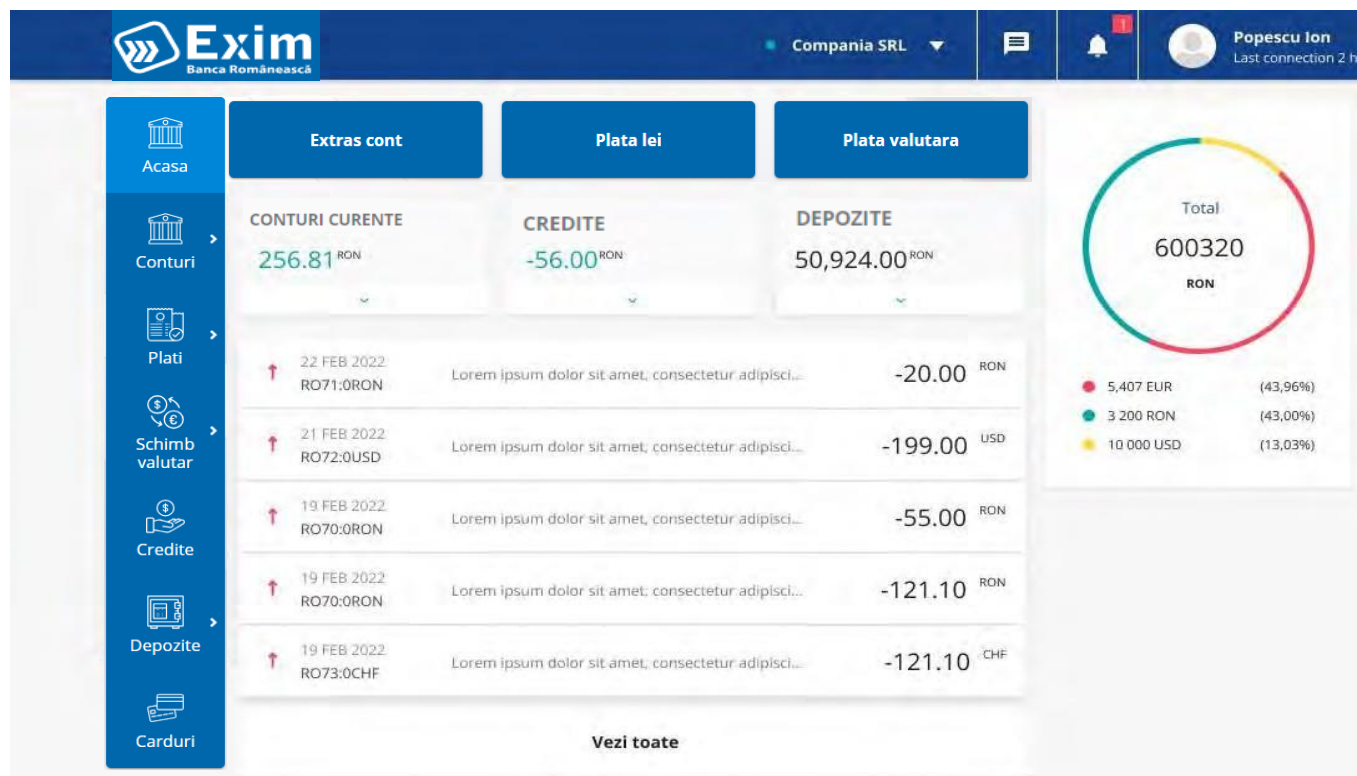 Exim
Banca Românească
Compania SRL
1
Popescu Ion
Last connection 2 h
Acasa
Conturi
Plati
Schimb
valutar
Credite
Depozite
Carduri
Extras cont
Plata lei
Plata valutara
CONTURI CURENTE
256.81 RON
CREDITE
-56.00 RON
DEPOZITE
50,924.00 RON
22 FEB 2022
RO71:0RON
Lorem ipsum dolor sit amet, consectetur adipisci...
-20.00 RON
21 FEB 2022
RO72:0USD
Lorem ipsum dolor sit amet, consectetur adipisci...
-199.00 USD
19 FEB 2022
RO70:0RON
Lorem ipsum dolor sit amet, consectetur adipisci...
-55.00 RON
19 FEB 2022
RO70:0RON
Lorem ipsum dolor sit amet, consectetur adipisci...
-121.10 RON
19 FEB 2022
RO73:0CHF
Lorem ipsum dolor sit amet, consectetur adipisci...
-121.10 CHF
Vezi toate
Total
600320
RON
5,407 EUR (43,96%)
3 200 RON (43,00%)
10 000 USD (13,03%)